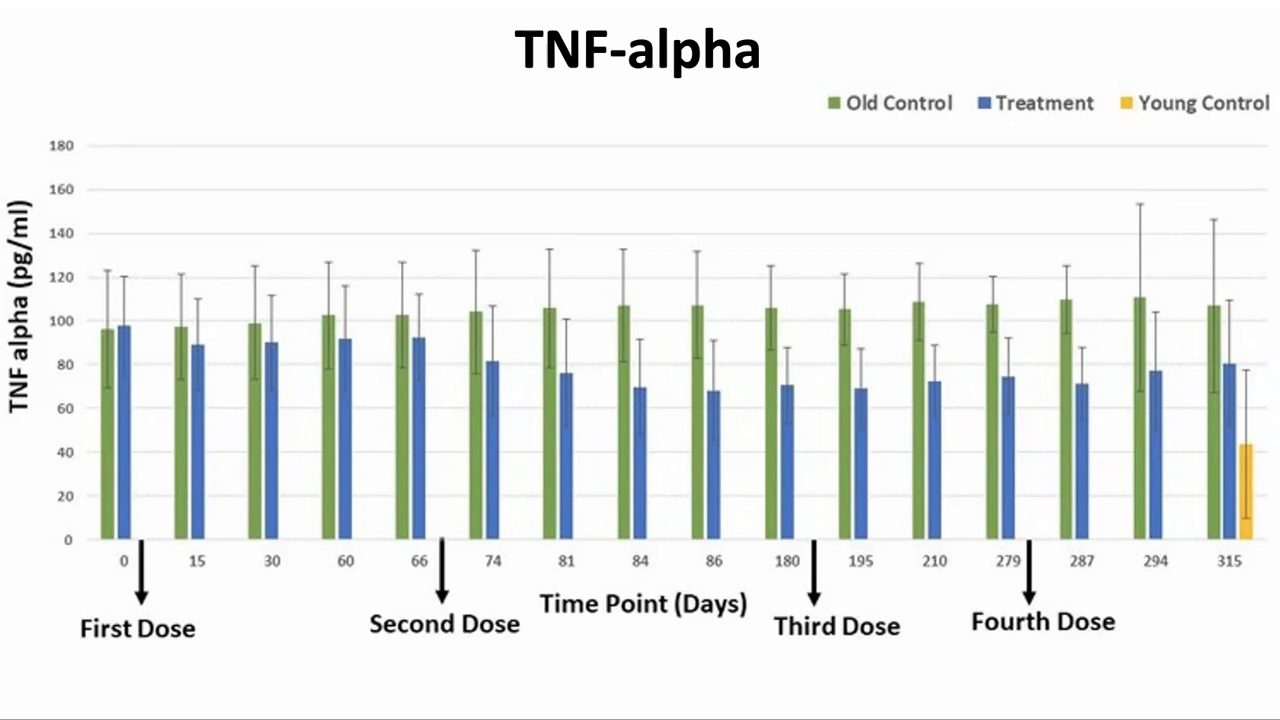 TNF-alpha
Old Control Treatment Young Control
180
160
140
120
100
80
60
40
20
0
TNF alpha (pg/ml)
0 15 30 60 66 74 81 84 86 180 195 210 279 287 294 315
Time Point (Days)
First Dose
Second Dose
Third Dose
Fourth Dose